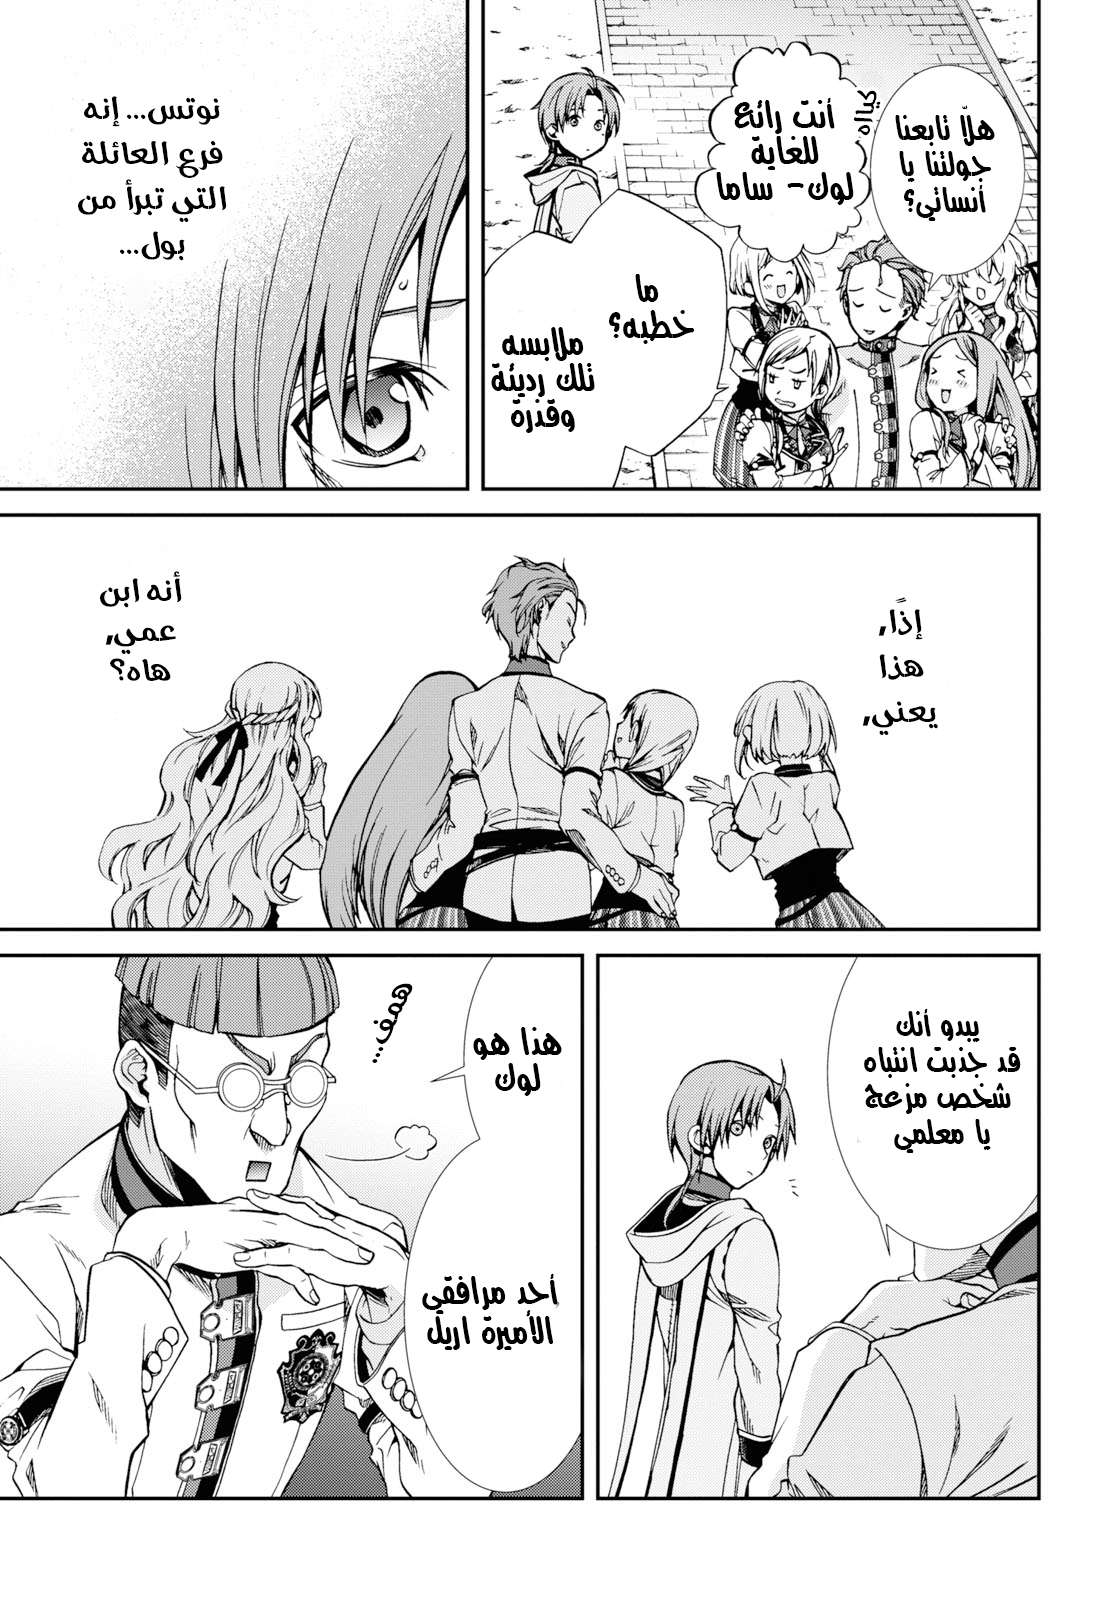 هلاّ تابعنا
جولتنا يا
أنساتي؟
كيااه
أنت رائع
للغاية
لوك- ساما
ما
خطبه؟
ملابسه
تلك رديئة
وقذرة
نوتس... إنه
فرع العائلة
التي تبرأ من
بول...
إذًا,
هذا
يعني,
أنه ابن
عمي,
هاه؟
يبدو أنك
قد جذبت انتباه
شخص مزعج
يا معلمي
هذا هو
لوك
همف...
أحد مرافقي
الأميرة اريل